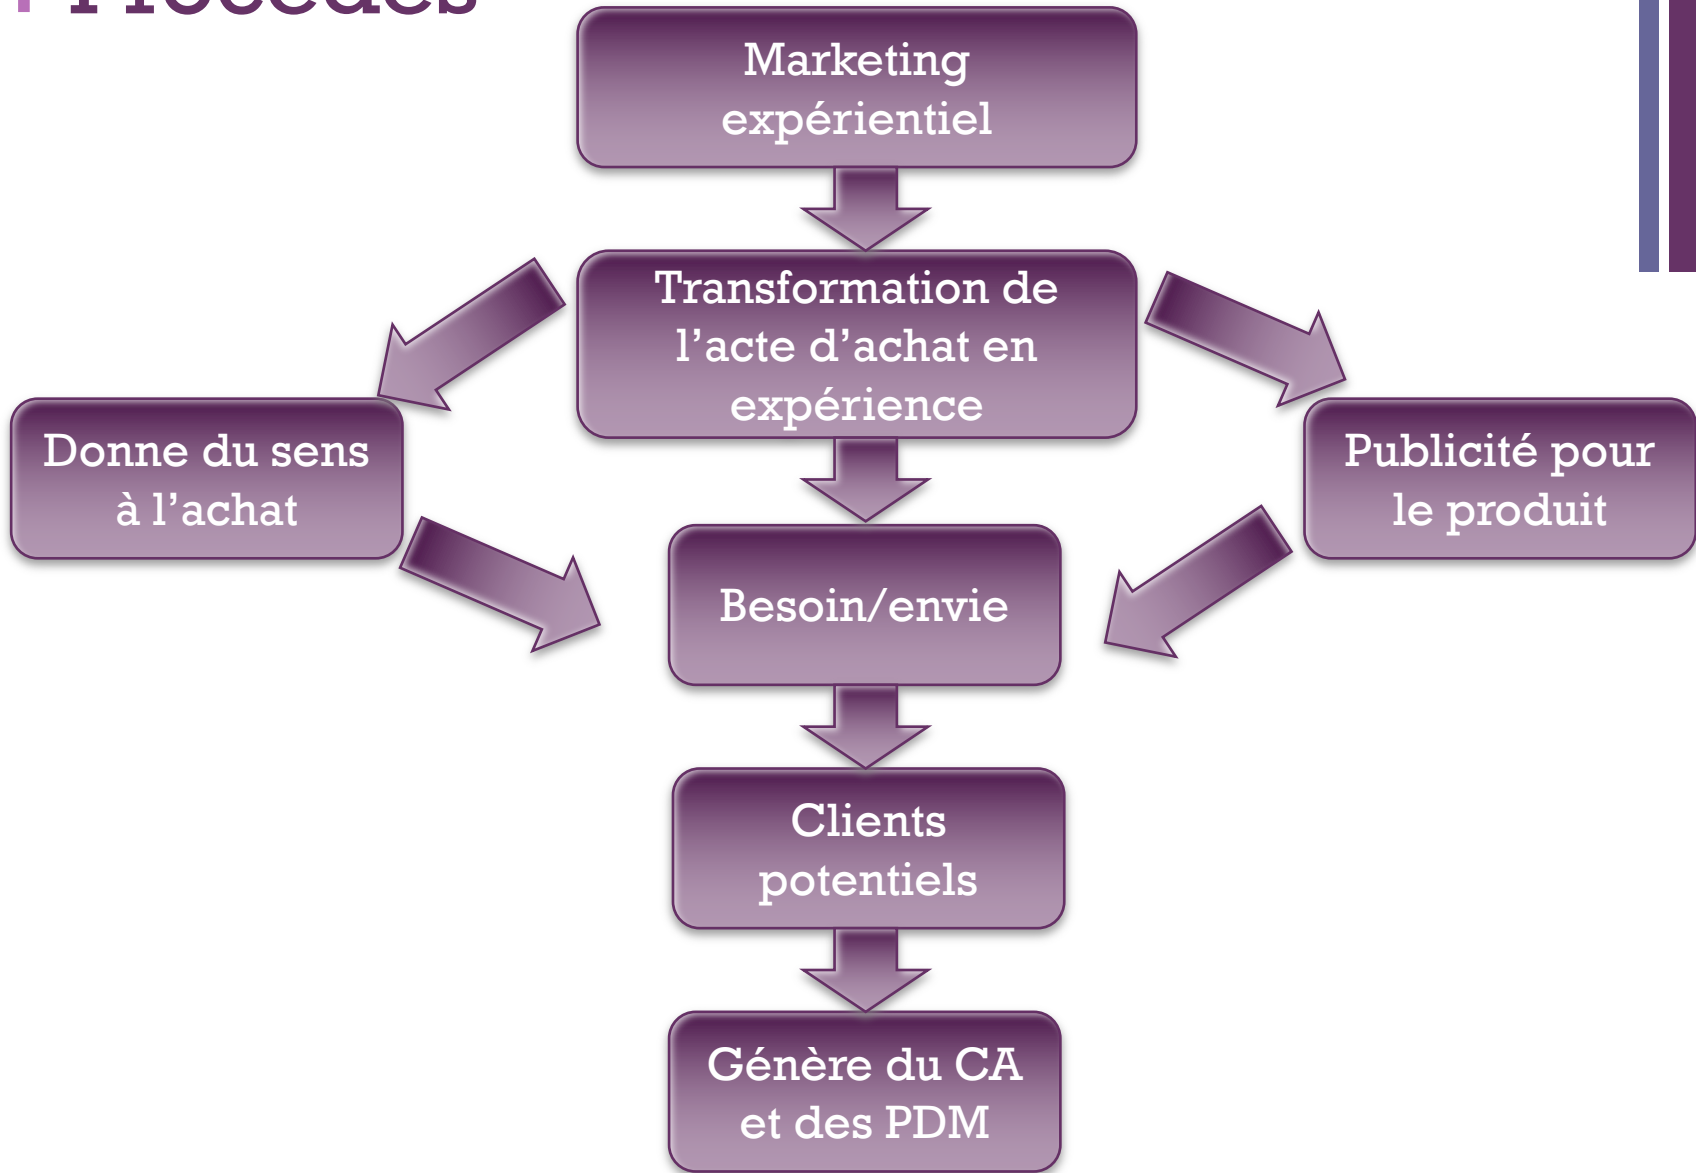 + Procédés
Marketing
expérientiel
Transformation de
l’acte d’achat en
expérience
Donne du sens
à l’achat
Publicité pour
le produit
Besoin/envie
Clients
potentiels
Génère du CA
et des PDM